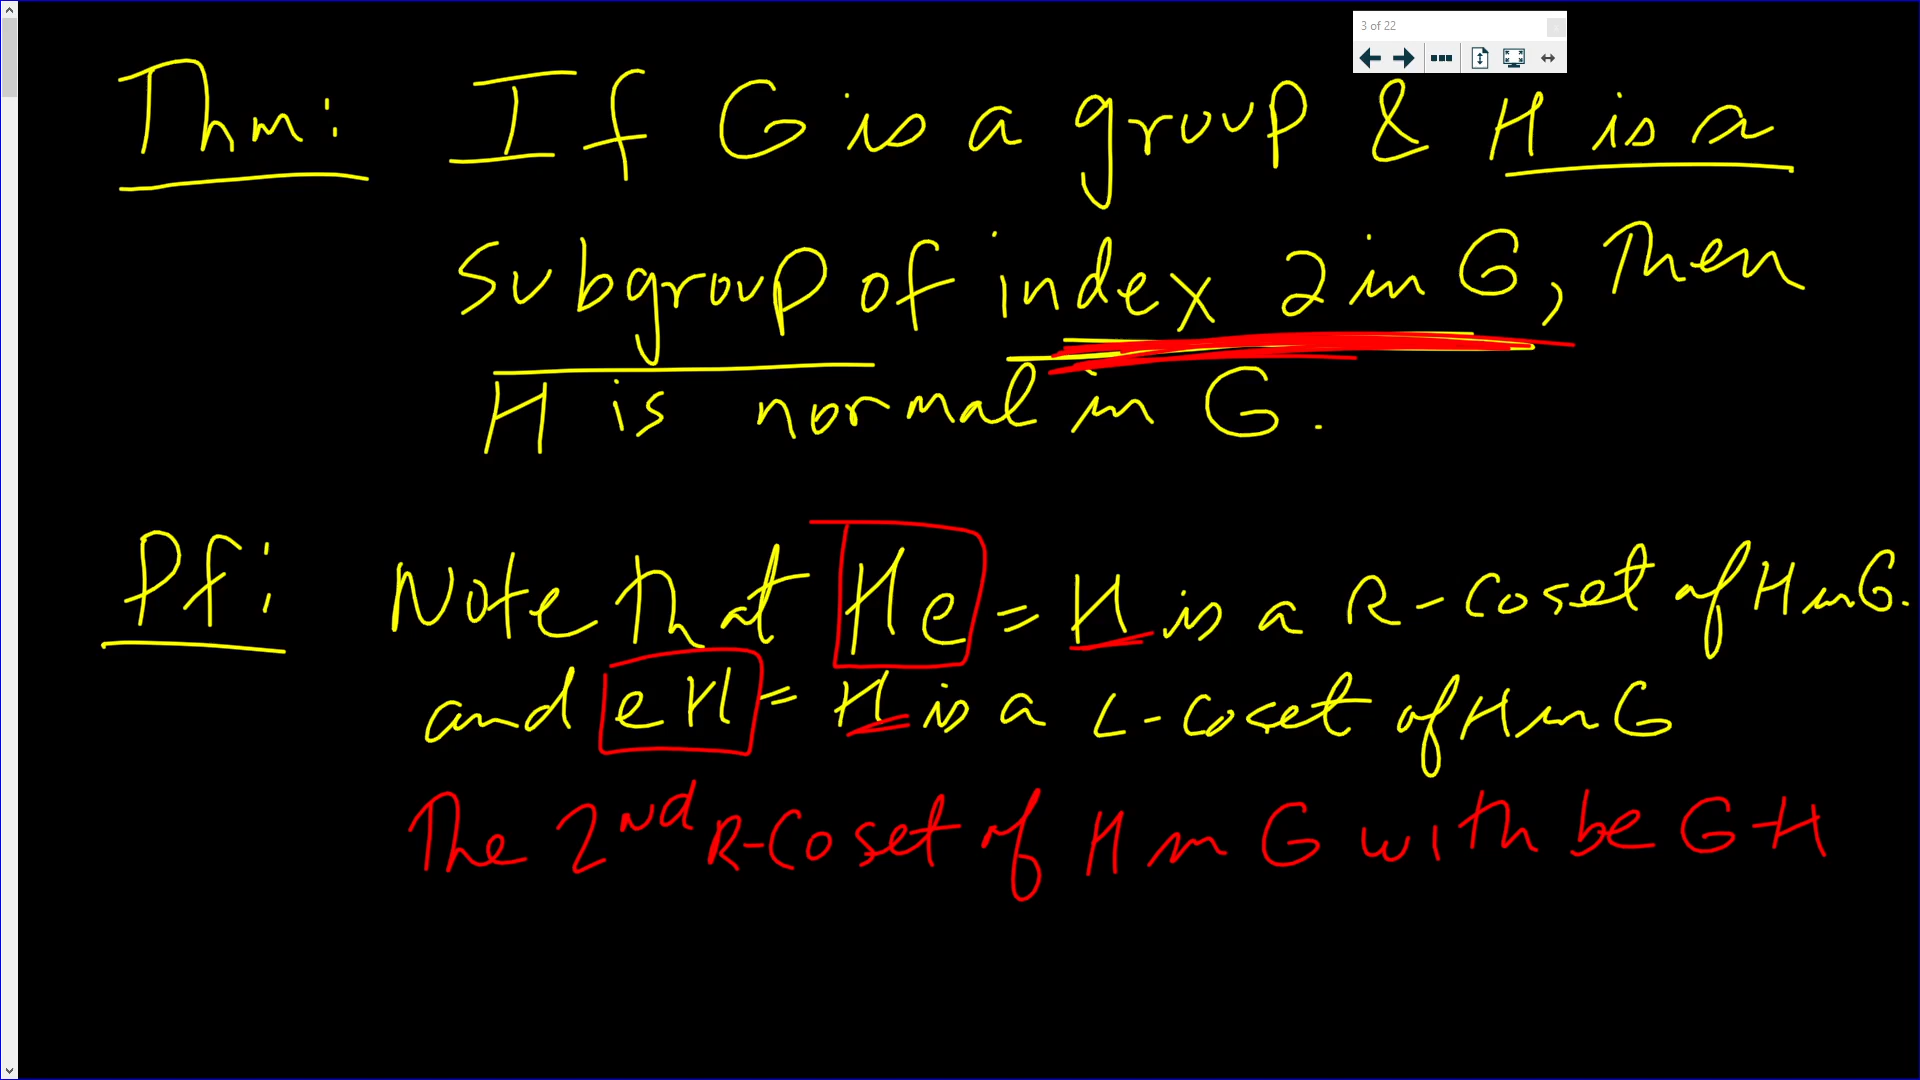 3 of 22
Thm: If G is a group & H is a
subgroup of index 2 in G, Then
H is normal in G.
Pf: Note that He = H is a R-coset of H in G.
and eH = H is a L-coset of H in G
The 2nd R-coset of H in G with be G-H